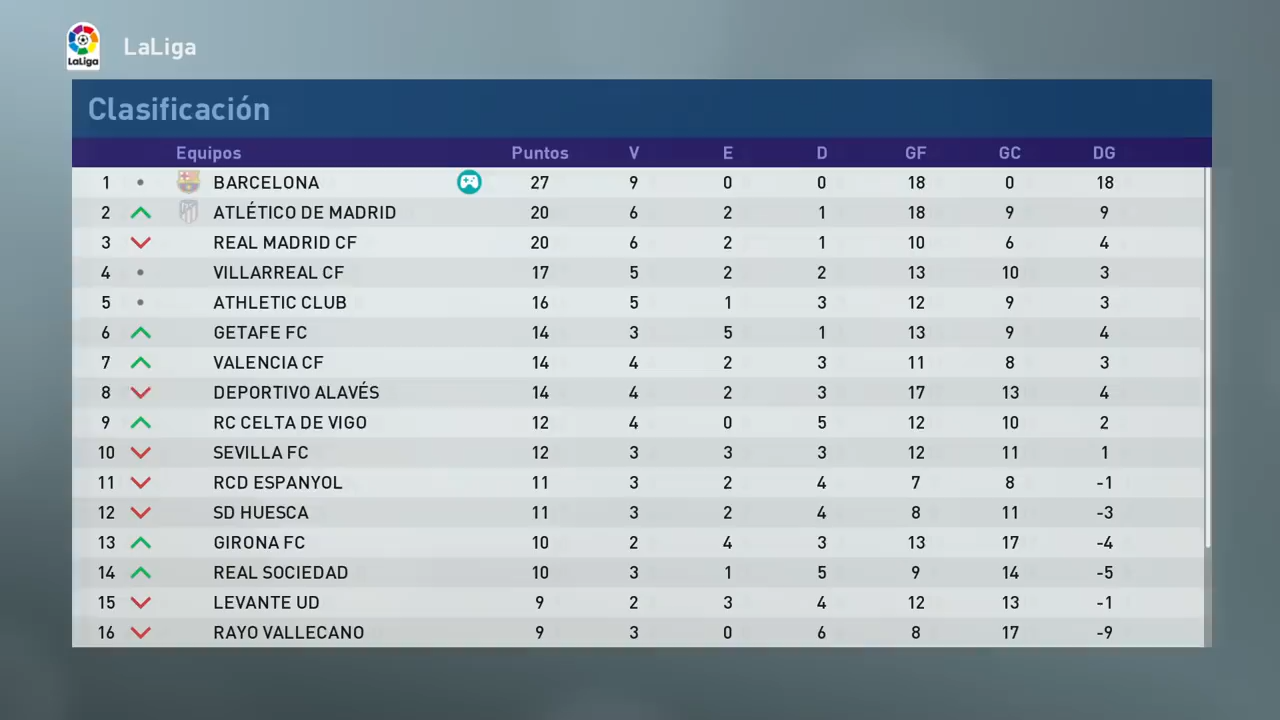 LaLiga
LaLiga
Clasificación
Equipos Puntos V E D GF GC DG
1 BARCELONA 27 9 0 0 18 0 18
2 ATLÉTICO DE MADRID 20 6 2 1 18 9 9
3 REAL MADRID CF 20 6 2 1 10 6 4
4 VILLARREAL CF 17 5 2 2 13 10 3
5 ATHLETIC CLUB 16 5 1 3 12 9 3
6 GETAFE FC 14 3 5 1 13 9 4
7 VALENCIA CF 14 4 2 3 11 8 3
8 DEPORTIVO ALAVÉS 14 4 2 3 17 13 4
9 RC CELTA DE VIGO 12 4 0 5 12 10 2
10 SEVILLA FC 12 3 3 3 12 11 1
11 RCD ESPANYOL 11 3 2 4 7 8 -1
12 SD HUESCA 11 3 2 4 8 11 -3
13 GIRONA FC 10 2 4 3 13 17 -4
14 REAL SOCIEDAD 10 3 1 5 9 14 -5
15 LEVANTE UD 9 2 3 4 12 13 -1
16 RAYO VALLECANO 9 3 0 6 8 17 -9